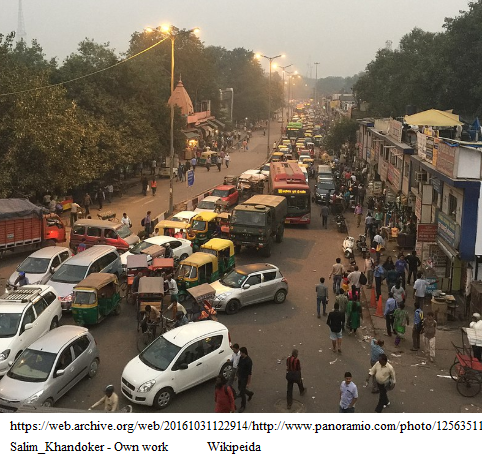 https://web.archive.org/web/20161031122914/http://www.panoramio.com/photo/12563511
Salim_Khandoker - Own work Wikipeida